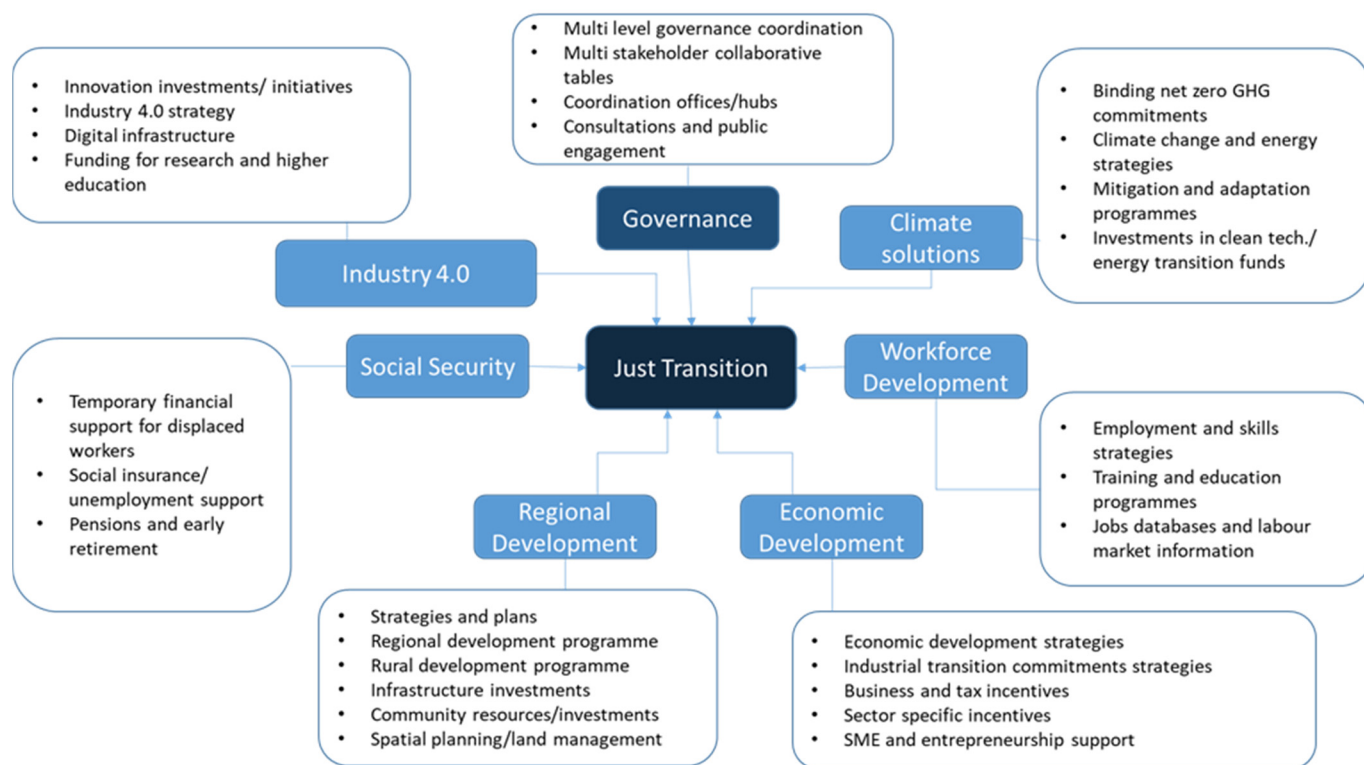 • Multi level governance coordination
• Multi stakeholder collaborative
tables
• Coordination offices/hubs
• Consultations and public
engagement
• Innovation investments/ initiatives
• Industry 4.0 strategy
• Digital infrastructure
• Funding for research and higher
education
• Binding net zero GHG
commitments
• Climate change and energy
strategies
• Mitigation and adaptation
programmes
• Investments in clean tech./
energy transition funds
Governance
Climate
solutions
Industry 4.0
Social Security
Just Transition
Workforce
Development
• Temporary financial
support for displaced
workers
• Social insurance/
unemployment support
• Pensions and early
retirement
• Employment and skills
strategies
• Training and education
programmes
• Jobs databases and labour
market information
Regional
Development
Economic
Development
• Strategies and plans
• Regional development programme
• Rural development programme
• Infrastructure investments
• Community resources/investments
• Spatial planning/land management
• Economic development strategies
• Industrial transition commitments strategies
• Business and tax incentives
• Sector specific incentives
• SME and entrepreneurship support